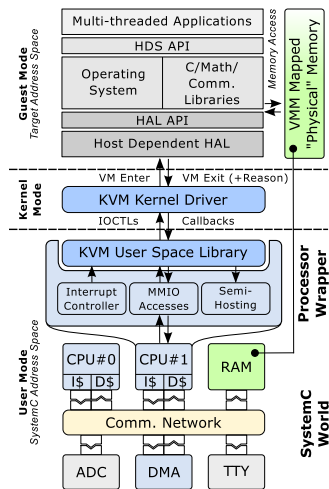 Guest Mode
Target Address Space
Multi-threaded Applications
HDS API
Operating
System
C/Math/
Comm.
Libraries
HAL API
Host Dependent HAL
Memory Access
VMM Mapped
"Physical" Memory
VM Enter
VM Exit (+Reason)
Kernel
Mode
KVM Kernel Driver
IOCTLs
Callbacks
KVM User Space Library
Interrupt
Controller
MMIO
Accesses
Semi-
Hosting
Processor
Wrapper
User Mode
SystemC Address Space
CPU#0
I$
D$
CPU#1
I$
D$
RAM
Comm. Network
ADC
DMA
TTY
SystemC
World